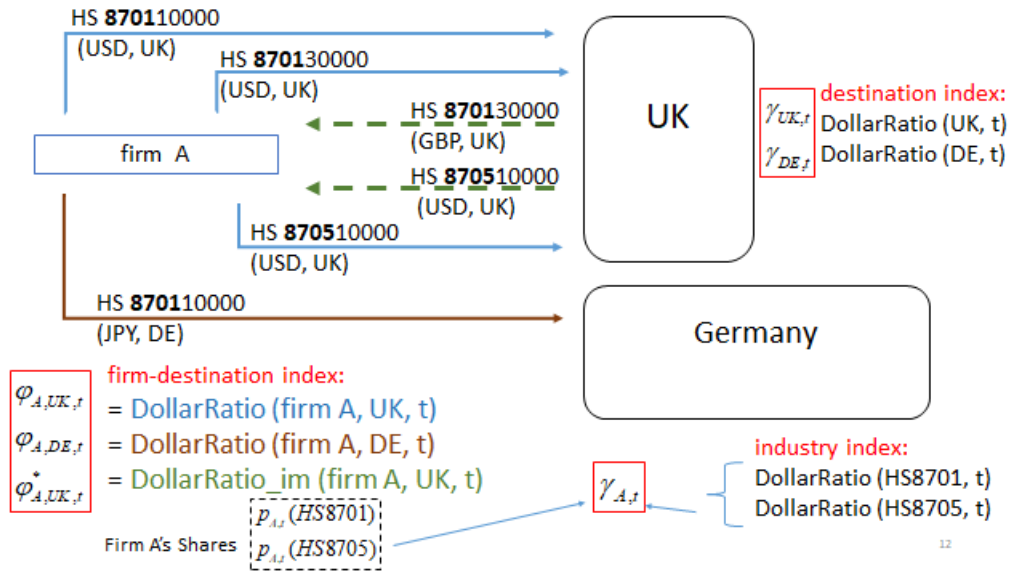 HS 870110000
(USD, UK)
HS 870130000
(USD, UK)
HS 870130000
(GBP, UK)
firm A
HS 870510000
(USD, UK)
HS 870510000
(USD, UK)
HS 870110000
(JPY, DE)
UK
destination index:
γUK,t DollarRatio (UK, t)
γDE,t DollarRatio (DE, t)
Germany
firm-destination index:
φA,UK,t = DollarRatio (firm A, UK, t)
φA,DE,t = DollarRatio (firm A, DE, t)
φ*A,UK,t = DollarRatio_im (firm A, UK, t)
Firm A's Shares
pA,t(HS8701)
pA,t(HS8705)
γA,t
industry index:
DollarRatio (HS8701, t)
DollarRatio (HS8705, t)
12